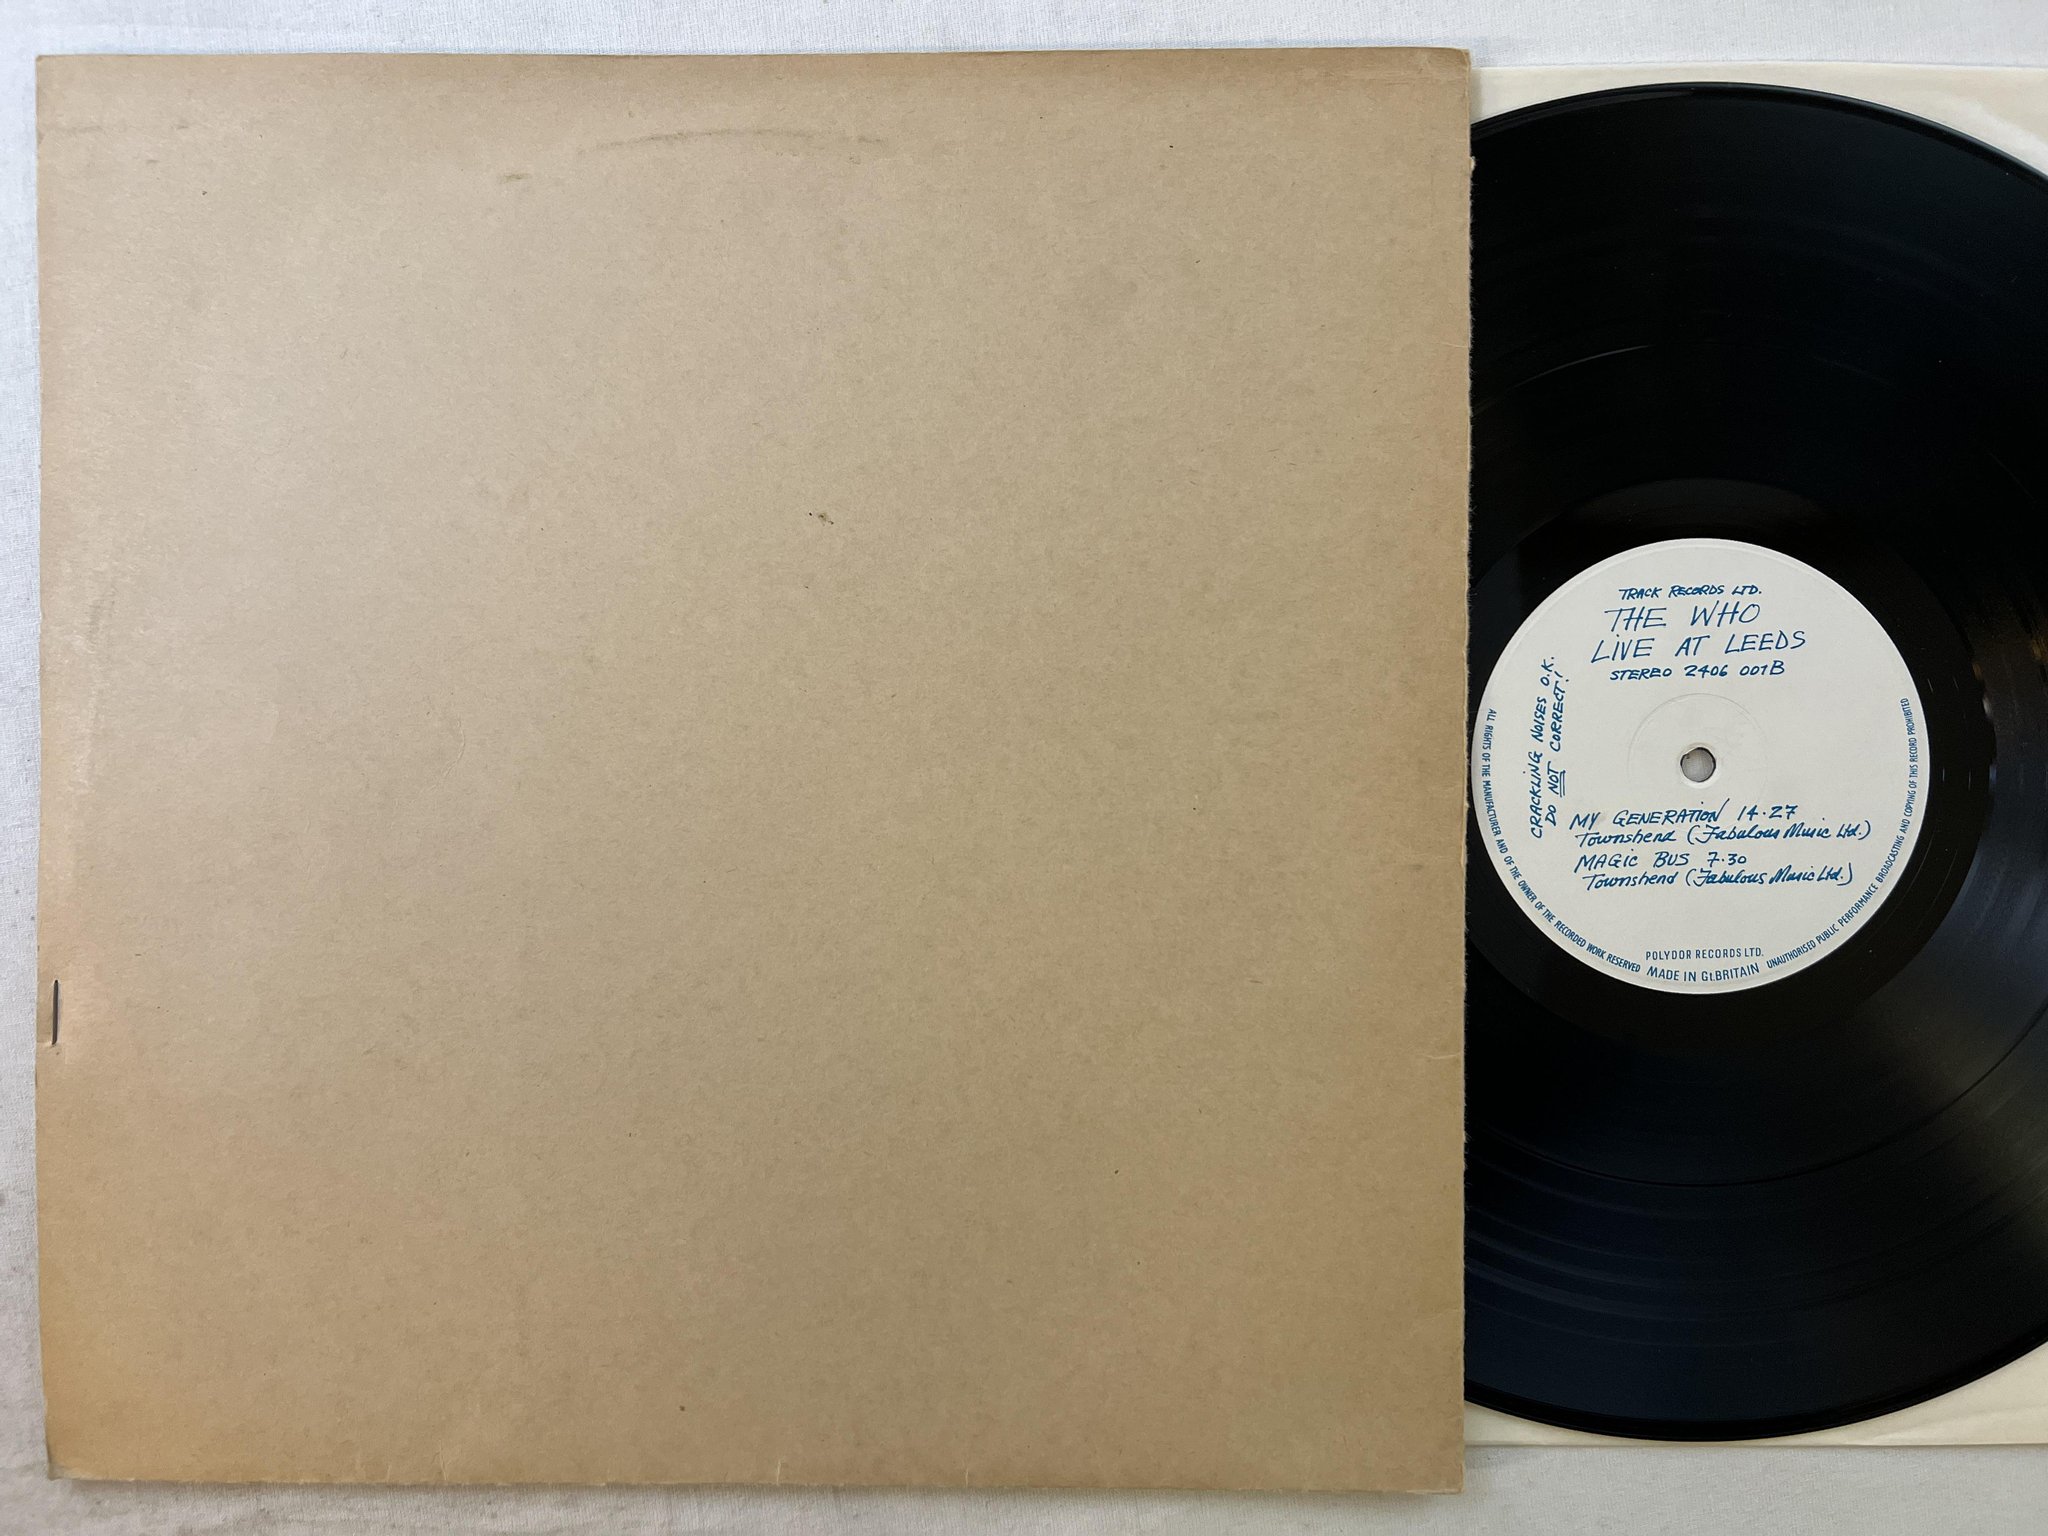 TRACK RECORDS LTD.
THE WHO
LiVE AT LEEDS
STEREO 2406 001B
CRACKLING NOISES O.K.
DO NOT CORRECT!
MY GENERATION 14.27
Townshend (Fabulous Music Ltd.)
MAGIC BUS 7.30
Townshend (Fabulous Music Ltd.)
POLYDOR RECORDS LTD.
MADE IN Gt.BRITAIN
ALL RIGHTS OF THE MANUFACTURER AND OF THE OWNER OF THE RECORDED WORK RESERVED
UNAUTHORISED PUBLIC PERFORMANCE BROADCASTING AND COPYING OF THIS RECORD PROHIBITED